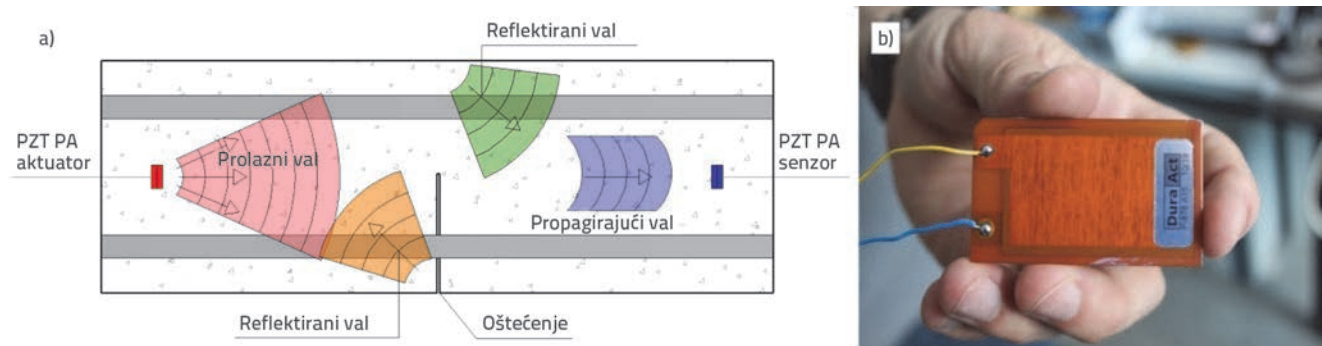 a)
Reflektirani val
PZT PA
aktuator
Prolazni val
PZT PA
senzor
Propagirajući val
Reflektirani val
Oštećenje
b)
Dura Act